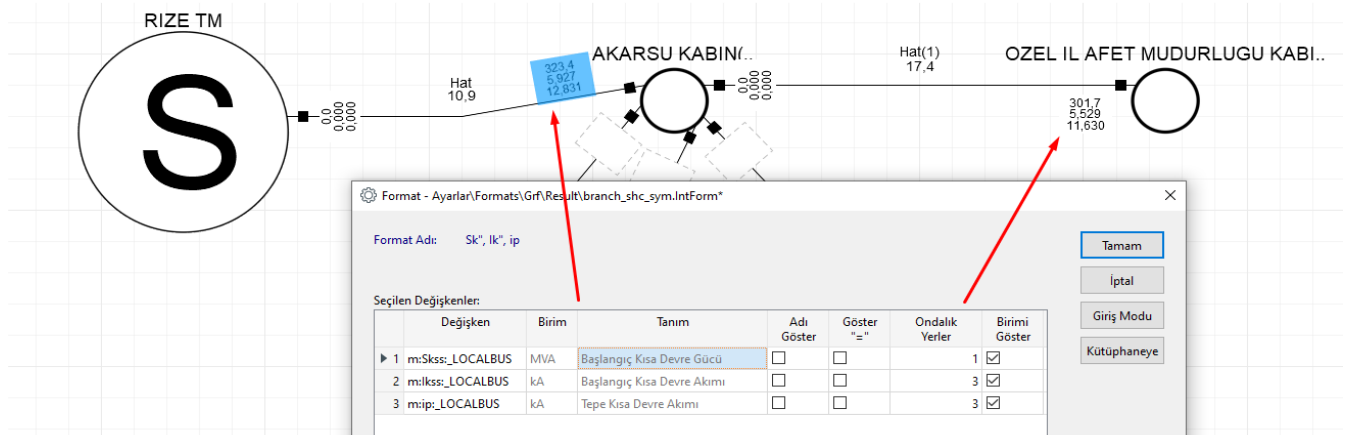 RIZE TM
S
0,0
0,000
0,000
Hat
10,9
323,4
5,927
12,831
AKARSU KABIN(..
0,0
0,000
0,000
Hat(1)
17,4
OZEL IL AFET MUDURLUGU KABI..
301,7
5,529
11,630
Format - Ayarlar\Formats\Grf\Result\branch_shc_sym.IntForm*
Format Adı: Sk", Ik", ip
Tamam
İptal
Giriş Modu
Kütüphaneye
Seçilen Değişkenler:
Değişken Birim Tanım Adı Göster Göster "=" Ondalık Yerler Birimi Göster
1 m:Skss:_LOCALBUS MVA Başlangıç Kısa Devre Gücü 1
2 m:Ikss:_LOCALBUS kA Başlangıç Kısa Devre Akımı 3
3 m:ip:_LOCALBUS kA Tepe Kısa Devre Akımı 3